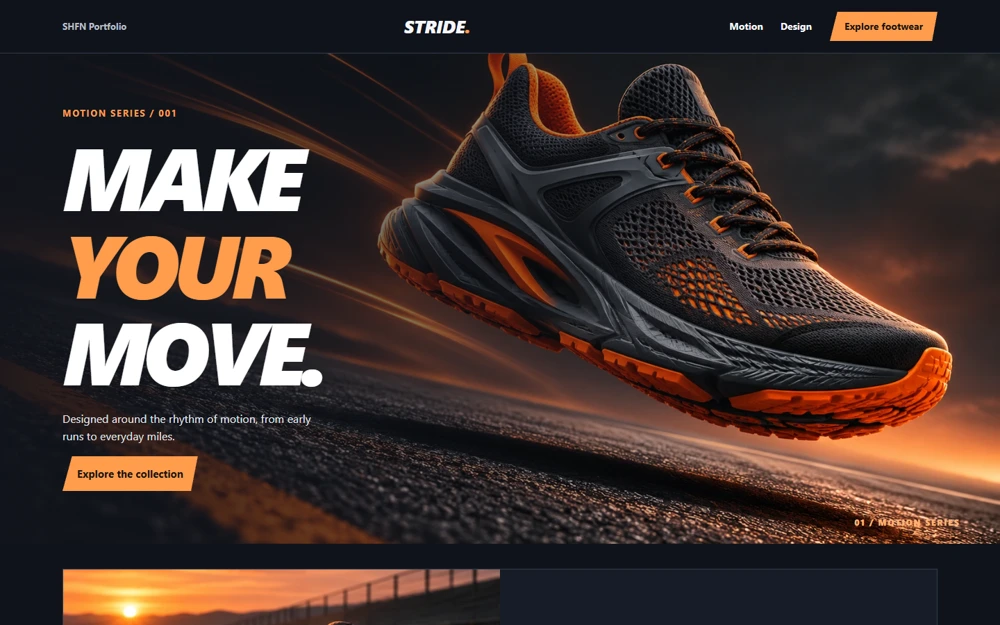 SHFN Portfolio
STRIDE.
Motion
Design
Explore footwear
MOTION SERIES / 001
MAKE
YOUR
MOVE.
Designed around the rhythm of motion, from early
runs to everyday miles.
Explore the collection
01 / MOTION SERIES